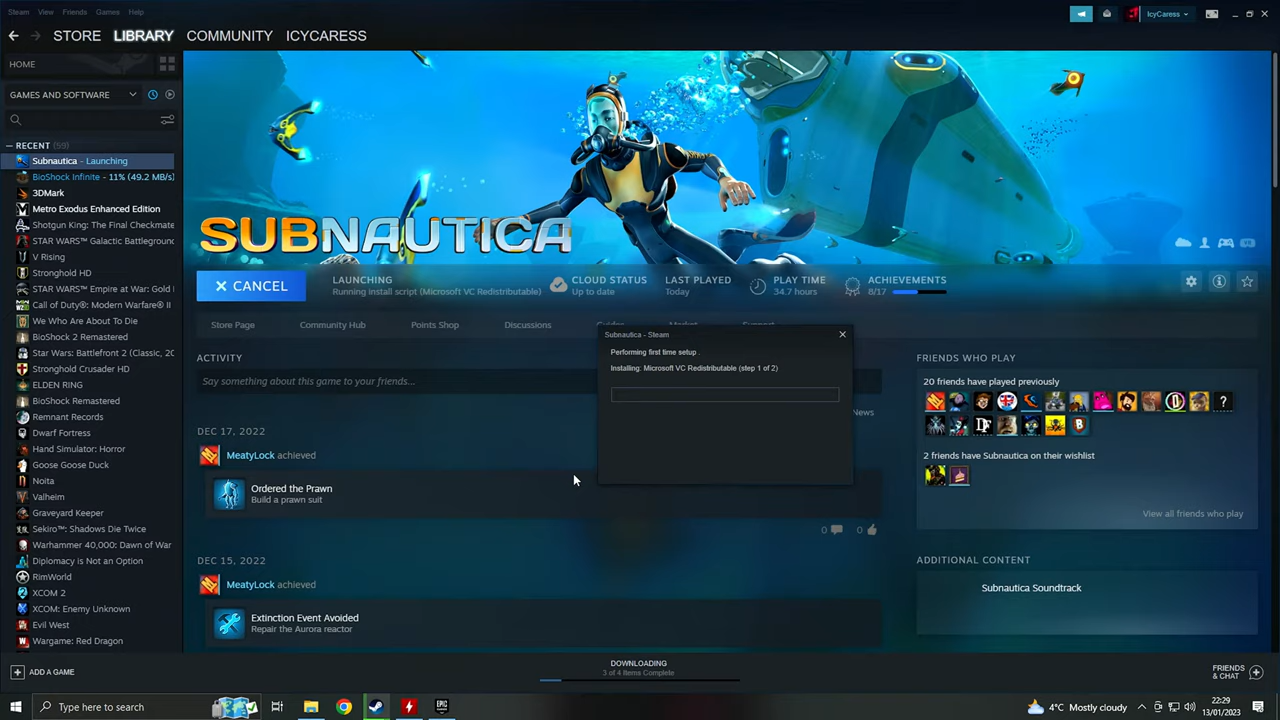 Steam View Friends Games Help
IcyCaress
STORE LIBRARY COMMUNITY ICYCARESS
HOME
GAMES AND SOFTWARE
RECENT (59)
Subnautica - Launching
BioShock Infinite - 11% (49.2 MB/s)
3DMark
Metro Exodus Enhanced Edition
Shotgun King: The Final Checkmate
STAR WARS™ Galactic Battleground
V Rising
Stronghold HD
STAR WARS™ Empire at War: Gold
Call of Duty®: Modern Warfare® II
We Who Are About To Die
BioShock 2 Remastered
Star Wars: Battlefront 2 (Classic, 20
Stronghold Crusader HD
ELDEN RING
BioShock Remastered
Remnant Records
Dwarf Fortress
Hand Simulator: Horror
Goose Goose Duck
Noita
Valheim
Graveyard Keeper
Sekiro™: Shadows Die Twice
Warhammer 40,000: Dawn of War
Diplomacy is Not an Option
RimWorld
XCOM 2
XCOM: Enemy Unknown
Evil West
Wargame: Red Dragon
ADD A GAME
SUBNAUTICA
CANCEL
LAUNCHING
Running install script (Microsoft VC Redistributable)
CLOUD STATUS
Up to date
LAST PLAYED
Today
PLAY TIME
34.7 hours
ACHIEVEMENTS
8/17
Store Page Community Hub Points Shop Discussions Guides Market Support
Subnautica - Steam
Performing first time setup .
Installing: Microsoft VC Redistributable (step 1 of 2)
ACTIVITY
Say something about this game to your friends...
News
DEC 17, 2022
MeatyLock achieved
Ordered the Prawn
Build a prawn suit
0 0
DEC 15, 2022
MeatyLock achieved
Extinction Event Avoided
Repair the Aurora reactor
FRIENDS WHO PLAY
20 friends have played previously
?
DF
B
2 friends have Subnautica on their wishlist
View all friends who play
ADDITIONAL CONTENT
Subnautica Soundtrack
DOWNLOADING
3 of 4 Items Complete
FRIENDS
& CHAT
Type here to search
EPIC
4°C Mostly cloudy
22:29
13/01/2023